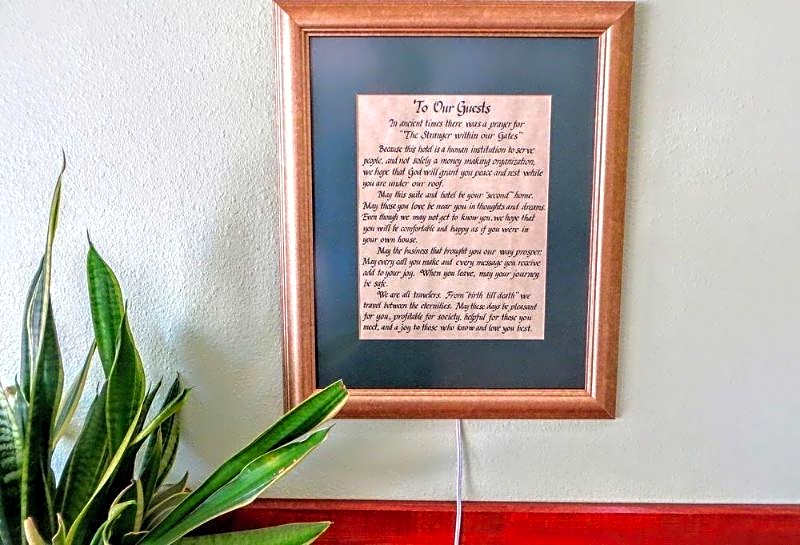 To Our Guests
In ancient times there was a prayer for
"The Stranger within our Gates"
Because this hotel is a human institution to serve
people, and not solely a money making organization,
we hope that God will grant you peace and rest while
you are under our roof.
May this suite and hotel be your "second" home.
May those you love be near you in thoughts and dreams.
Even though we may not get to know you, we hope that
you will be comfortable and happy as if you were in
your own house.
May the business that brought you our way prosper.
May every call you make and every message you receive
add to your joy. When you leave, may your journey
be safe.
We are all travelers. From "birth till death" we
travel between the eternities. May these days be pleasant
for you, profitable for society, helpful for those you
meet, and a joy to those who know and love you best.